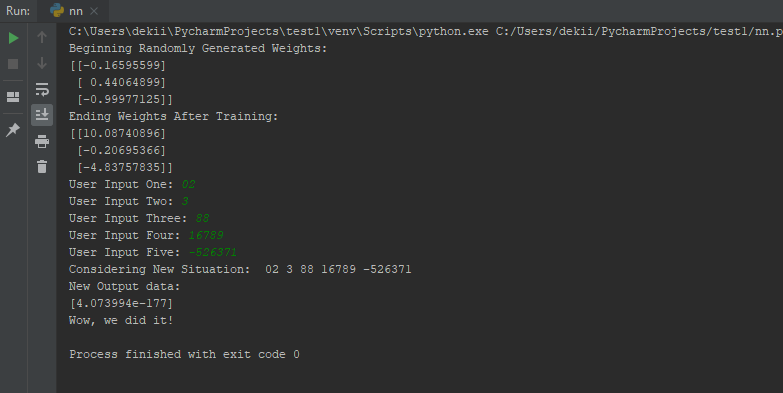 Run: nn
C:\Users\dekii\PycharmProjects\test1\venv\Scripts\python.exe C:/Users/dekii/PycharmProjects/test1/nn.p
Beginning Randomly Generated Weights:
[[-0.16595599]
 [ 0.44064899]
 [-0.99977125]]
Ending Weights After Training:
[[10.08740896]
 [-0.20695366]
 [-4.83757835]]
User Input One: 02
User Input Two: 3
User Input Three: 88
User Input Four: 16789
User Input Five: -526371
Considering New Situation:  02 3 88 16789 -526371
New Output data:
[4.073994e-177]
Wow, we did it!
Process finished with exit code 0